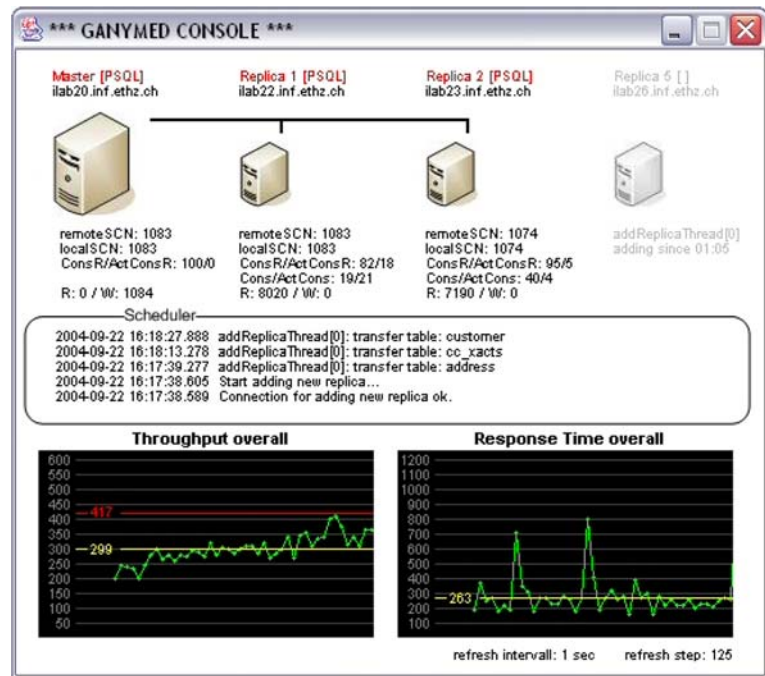 *** GANYMED CONSOLE ***
Master [PSQL]
ilab20.inf.ethz.ch
Replica 1 [PSQL]
ilab22.inf.ethz.ch
Replica 2 [PSQL]
ilab23.inf.ethz.ch
Replica 5 [ ]
ilab26.inf.ethz.ch
remoteSCN: 1083
localSCN: 1083
ConsR/ActConsR: 100/0
R: 0 / W: 1084
remoteSCN: 1083
localSCN: 1083
ConsR/ActConsR: 82/18
Cons/ActCons: 19/21
R: 8020 / W: 0
remoteSCN: 1074
localSCN: 1074
ConsR/ActConsR: 95/5
Cons/ActCons: 40/4
R: 7190 / W: 0
addReplicaThread[0]
adding since 01:05
Scheduler
2004-09-22 16:18:27.888 addReplicaThread[0]: transfer table: customer
2004-09-22 16:18:13.278 addReplicaThread[0]: transfer table: cc_xacts
2004-09-22 16:17:39.277 addReplicaThread[0]: transfer table: address
2004-09-22 16:17:38.605 Start adding new replica...
2004-09-22 16:17:38.589 Connection for adding new replica ok.
Throughput overall
600
550
500
450
417
400
350
300
299
250
200
150
100
50
Response Time overall
1200
1100
1000
900
800
700
600
500
400
300
263
200
100
refresh intervall: 1 sec
refresh step: 125